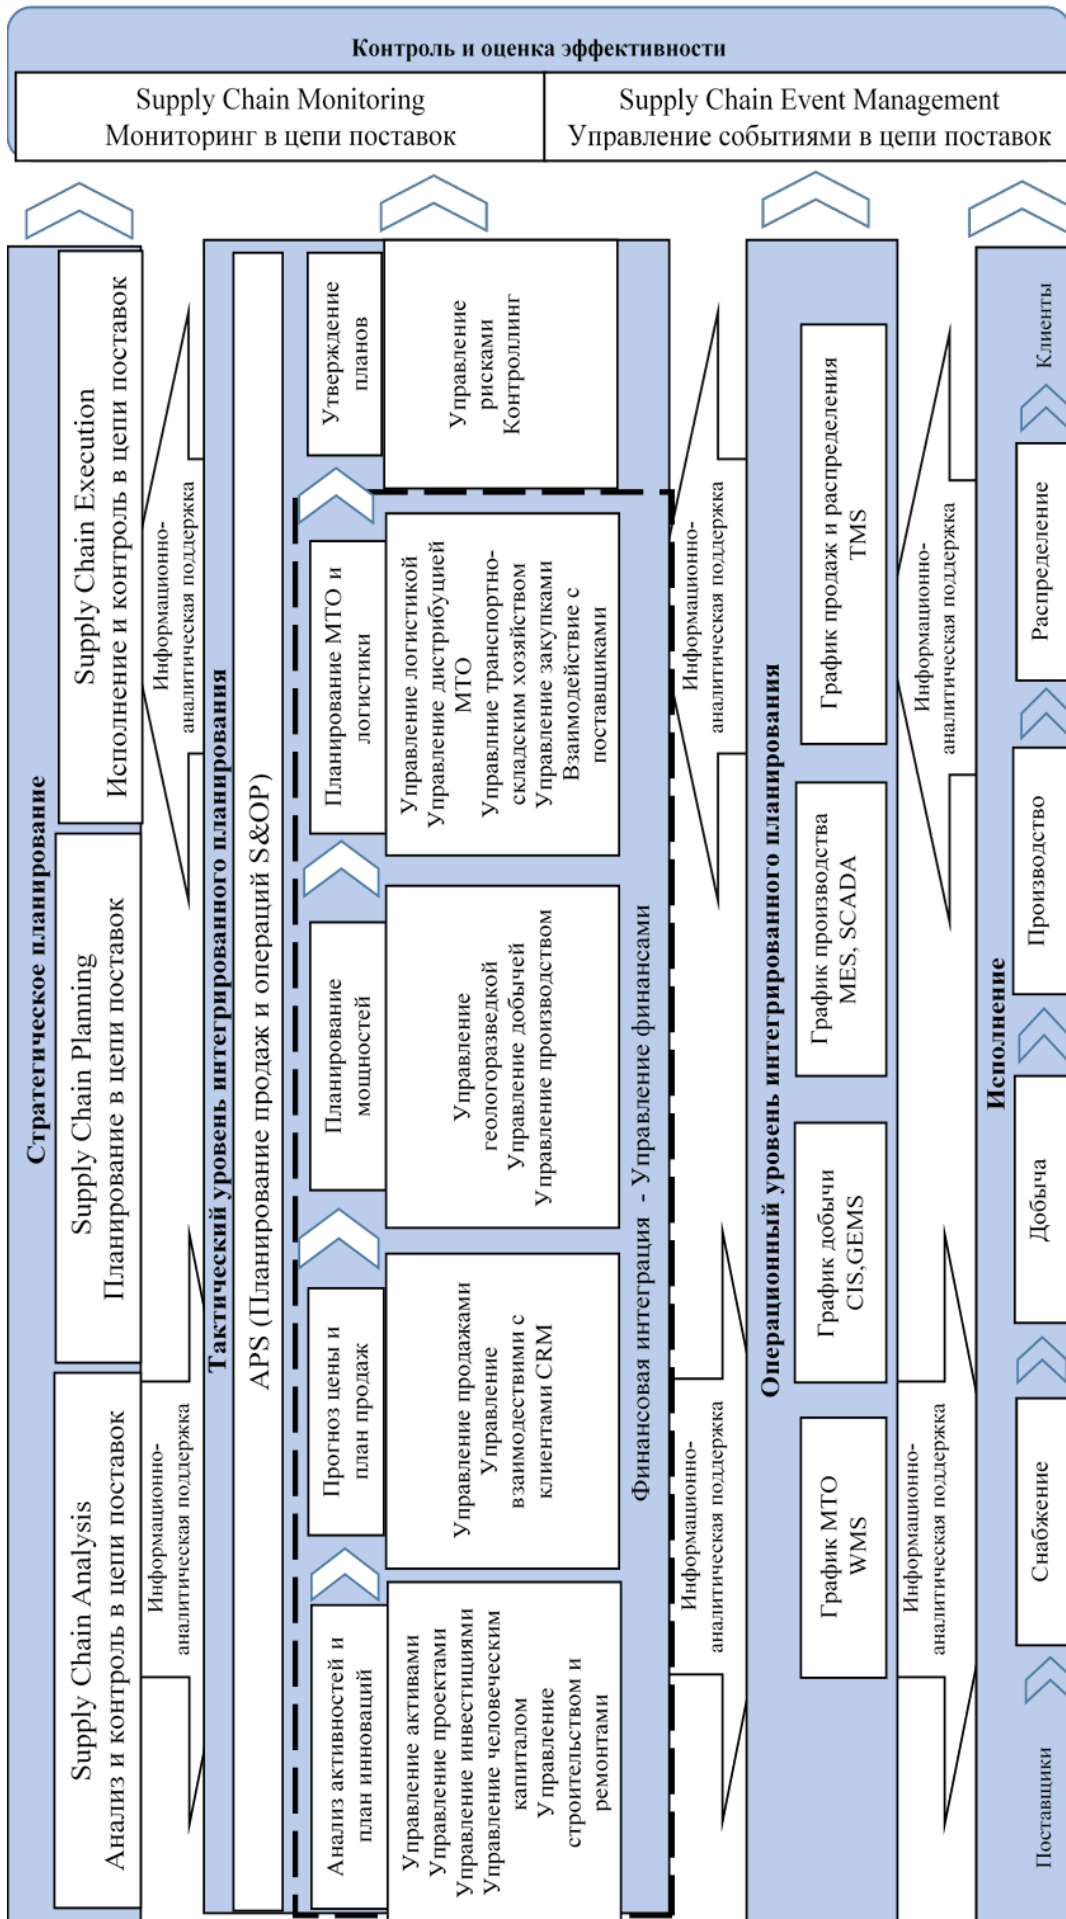 Контроль и оценка эффективности
Supply Chain Monitoring
Мониторинг в цепи поставок
Supply Chain Event Management
Управление событиями в цепи поставок
Стратегическое планирование
Supply Chain Analysis
Анализ и контроль в цепи поставок
Supply Chain Planning
Планирование в цепи поставок
Supply Chain Execution
Исполнение и контроль в цепи поставок
Информационно-
аналитическая поддержка
Информационно-
аналитическая поддержка
Тактический уровень интегрированого планирования
APS (Планирование продаж и операций S&OP)
Анализ активностей и
план инноваций
Прогноз цены и
план продаж
Планирование
мощностей
Планирование МТО и
логистики
Утверждение
планов
Управление активами
Управление проектами
Управление инвестициями
Управление человеческим
капиталом
Управление
строительством и
ремонтами
Управление продажами
Управление
взаимодествими с
клиентами CRM
Управление
геологоразведкой
Управление добычей
Управление производством
Управление логистикой
Управление дистрибуцией
МТО
Управлние транспортно-
складским хозяйством
Управление закупками
Взаимодействие с
поставщиками
Управление
рисками
Контроллинг
Финансовая интеграция - Управление финансами
Информационно-
аналитическая поддержка
Информационно-
аналитическая поддержка
Операционный уровень интегрированного планирования
График МТО
WMS
График добычи
CIS,GEMS
График производства
MES, SCADA
График продаж и распределения
TMS
Информационно-
аналитическая поддержка
Информационно-
аналитическая поддержка
Исполнение
Поставщики
Снабжение
Добыча
Производство
Распределение
Клиенты